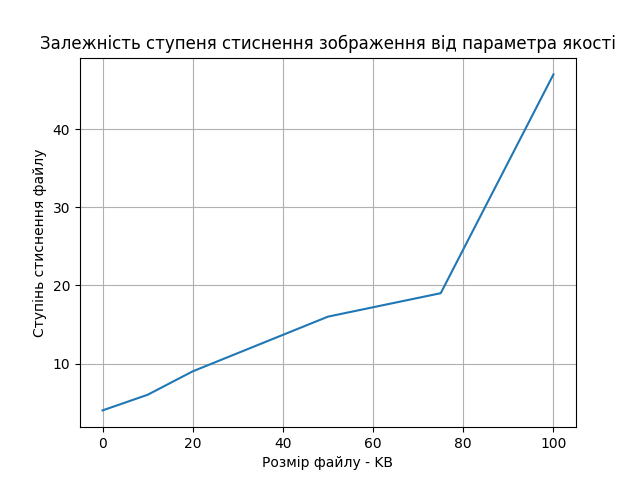 Залежність ступеня стиснення зображення від параметра якості
40
30
20
10
Ступінь стиснення файлу
0 20 40 60 80 100
Розмір файлу - KB